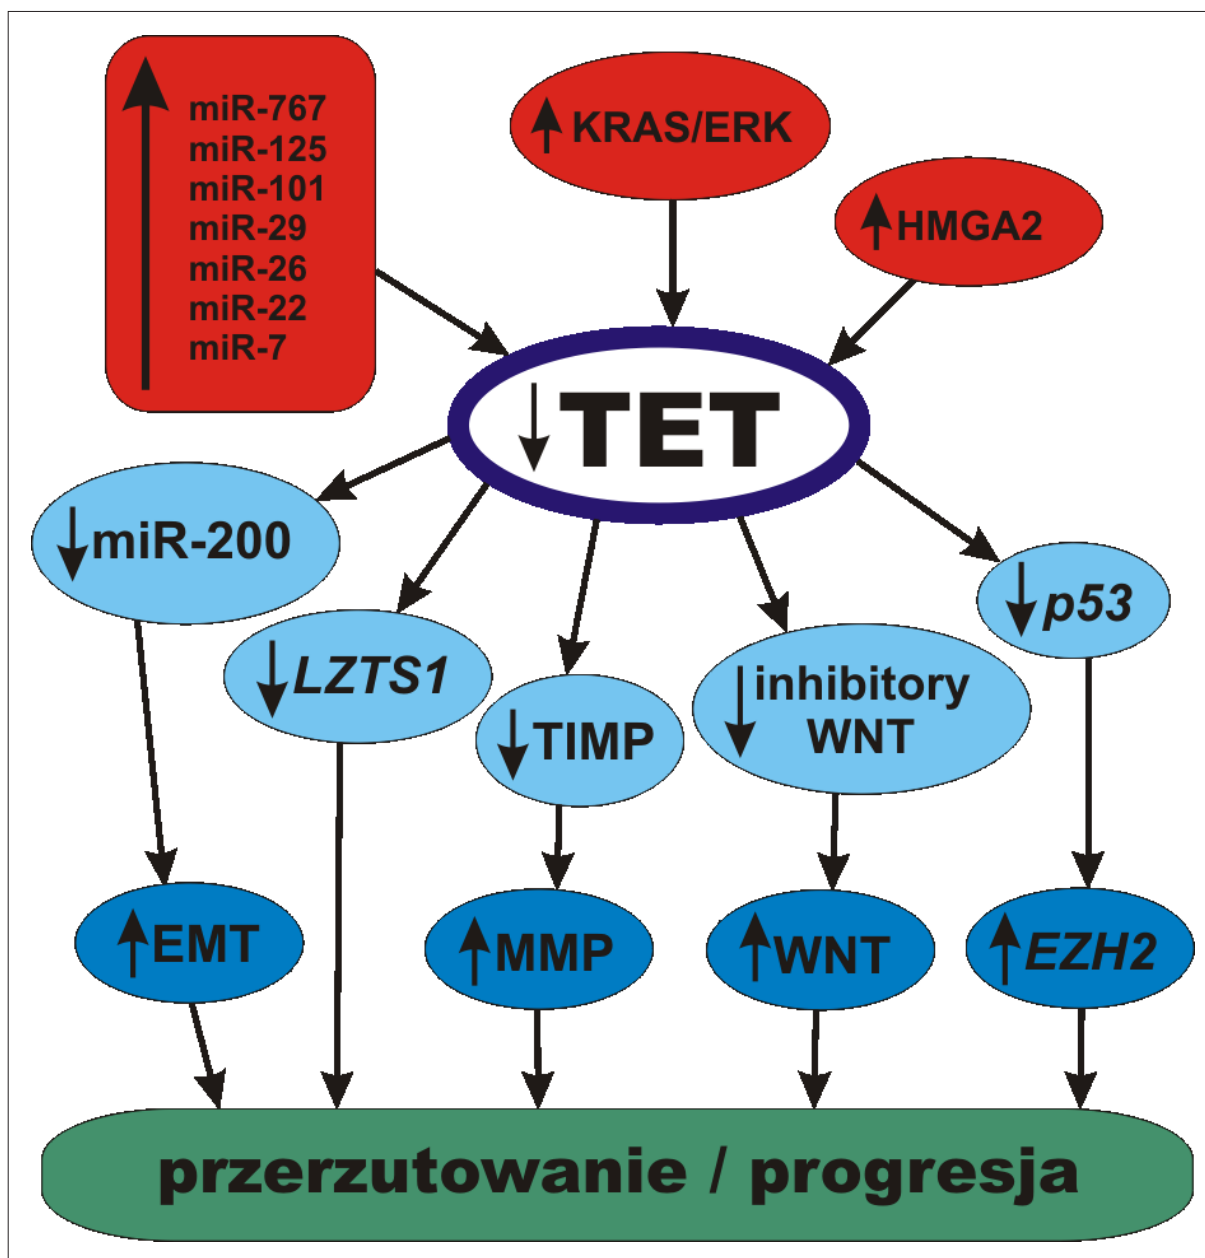 miR-767
miR-125
miR-101
miR-29
miR-26
miR-22
miR-7
KRAS/ERK
HMGA2
TET
miR-200
LZTS1
TIMP
inhibitory
WNT
p53
EMT
MMP
WNT
EZH2
przerzutowanie / progresja